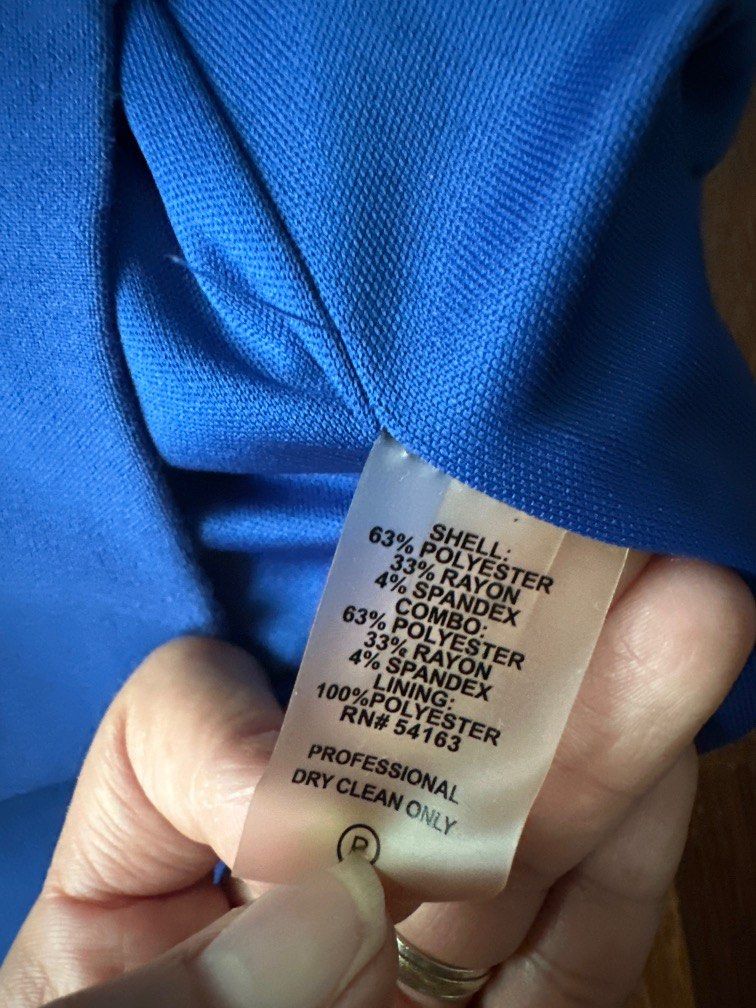 SHELL:
63% POLYESTER
33% RAYON
4% SPANDEX
COMBO:
63% POLYESTER
33% RAYON
4% SPANDEX
LINING:
100%POLYESTER
RN# 54163
PROFESSIONAL
DRY CLEAN ONLY
P